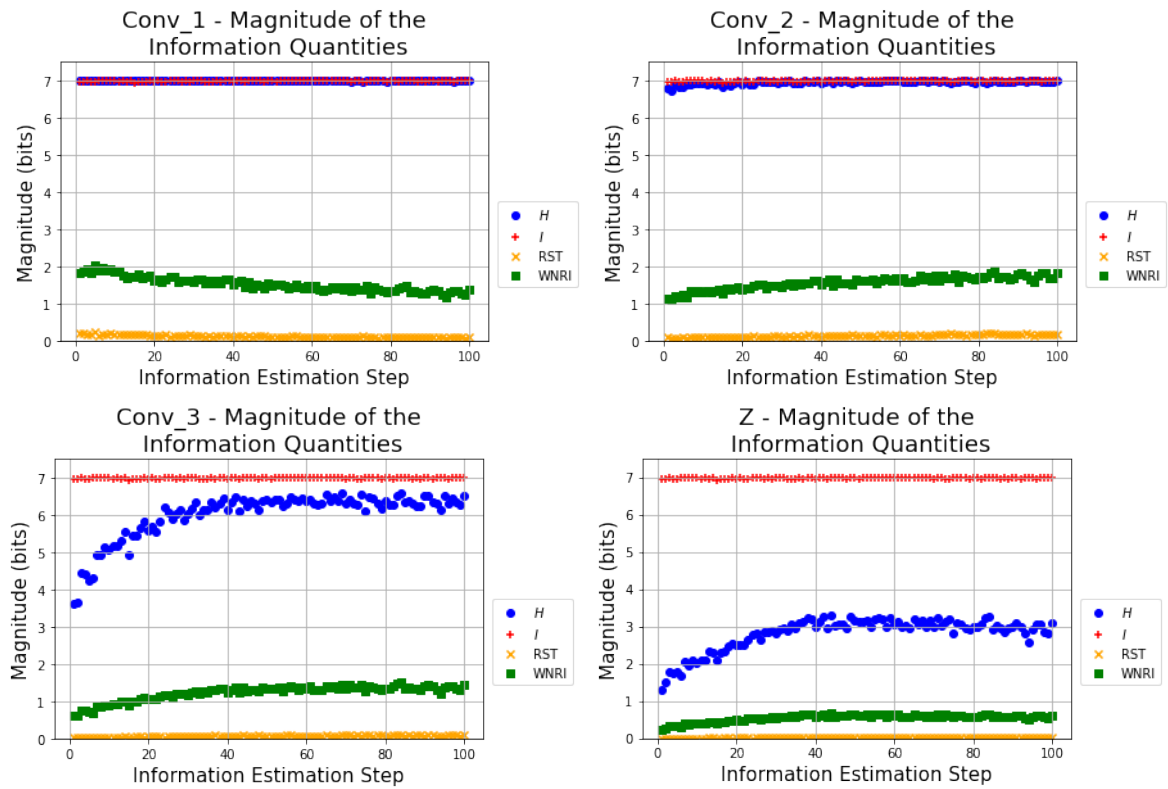 Conv_1 - Magnitude of the
Information Quantities
7
6
5
4
3
2
1
0
Magnitude (bits)
0 20 40 60 80 100
Information Estimation Step
H
I
RST
WNRI
Conv_2 - Magnitude of the
Information Quantities
7
6
5
4
3
2
1
0
Magnitude (bits)
0 20 40 60 80 100
Information Estimation Step
H
I
RST
WNRI
Conv_3 - Magnitude of the
Information Quantities
7
6
5
4
3
2
1
0
Magnitude (bits)
0 20 40 60 80 100
Information Estimation Step
H
I
RST
WNRI
Z - Magnitude of the
Information Quantities
7
6
5
4
3
2
1
0
Magnitude (bits)
0 20 40 60 80 100
Information Estimation Step
H
I
RST
WNRI